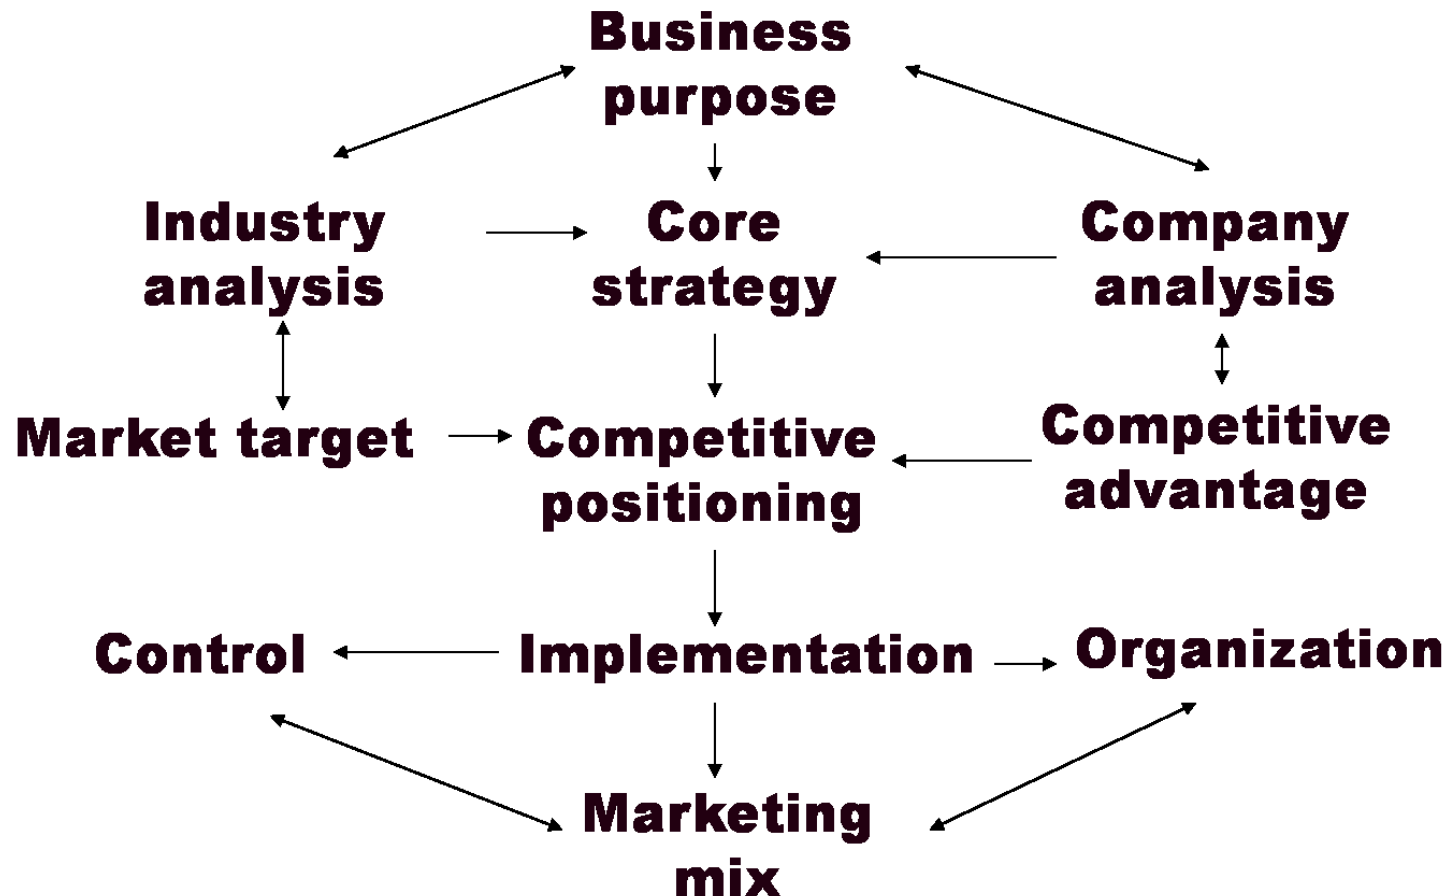 Business
purpose
Industry
analysis
Core
strategy
Company
analysis
Market target
Competitive
positioning
Competitive
advantage
Control
Implementation
Organization
Marketing
mix